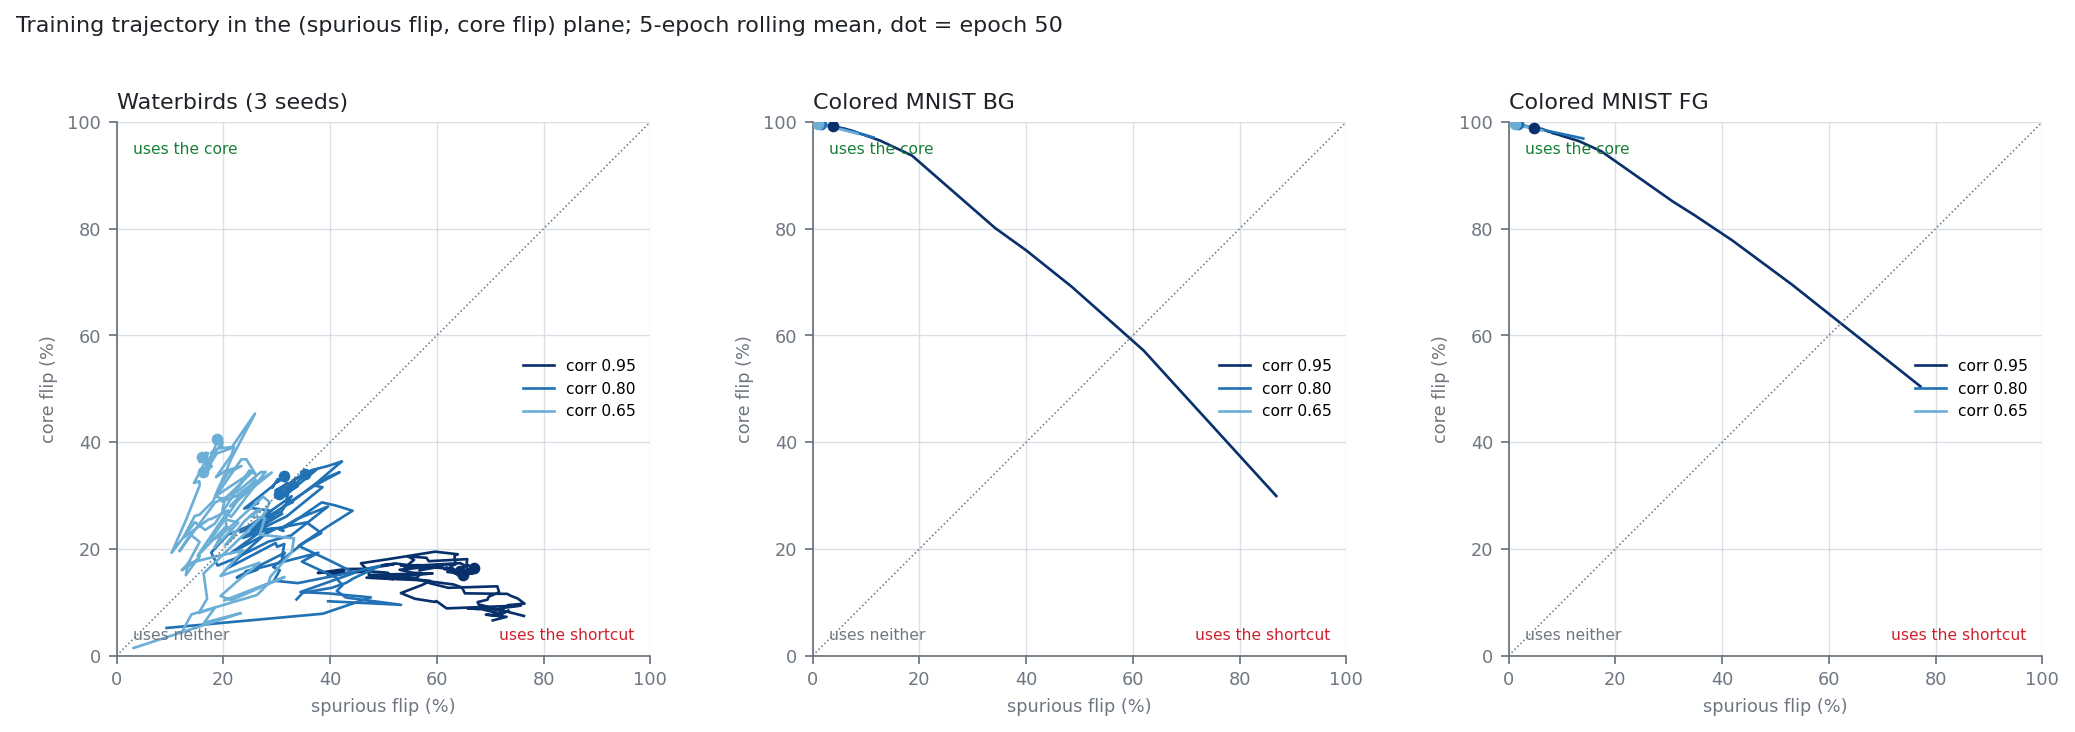 Training trajectory in the (spurious flip, core flip) plane; 5-epoch rolling mean, dot = epoch 50
Waterbirds (3 seeds)
100
80
60
40
20
0
core flip (%)
uses the core
corr 0.95
corr 0.80
corr 0.65
uses neither
uses the shortcut
0 20 40 60 80 100
spurious flip (%)
Colored MNIST BG
100
80
60
40
20
0
core flip (%)
uses the core
corr 0.95
corr 0.80
corr 0.65
uses neither
uses the shortcut
0 20 40 60 80 100
spurious flip (%)
Colored MNIST FG
100
80
60
40
20
0
core flip (%)
uses the core
corr 0.95
corr 0.80
corr 0.65
uses neither
uses the shortcut
0 20 40 60 80 100
spurious flip (%)